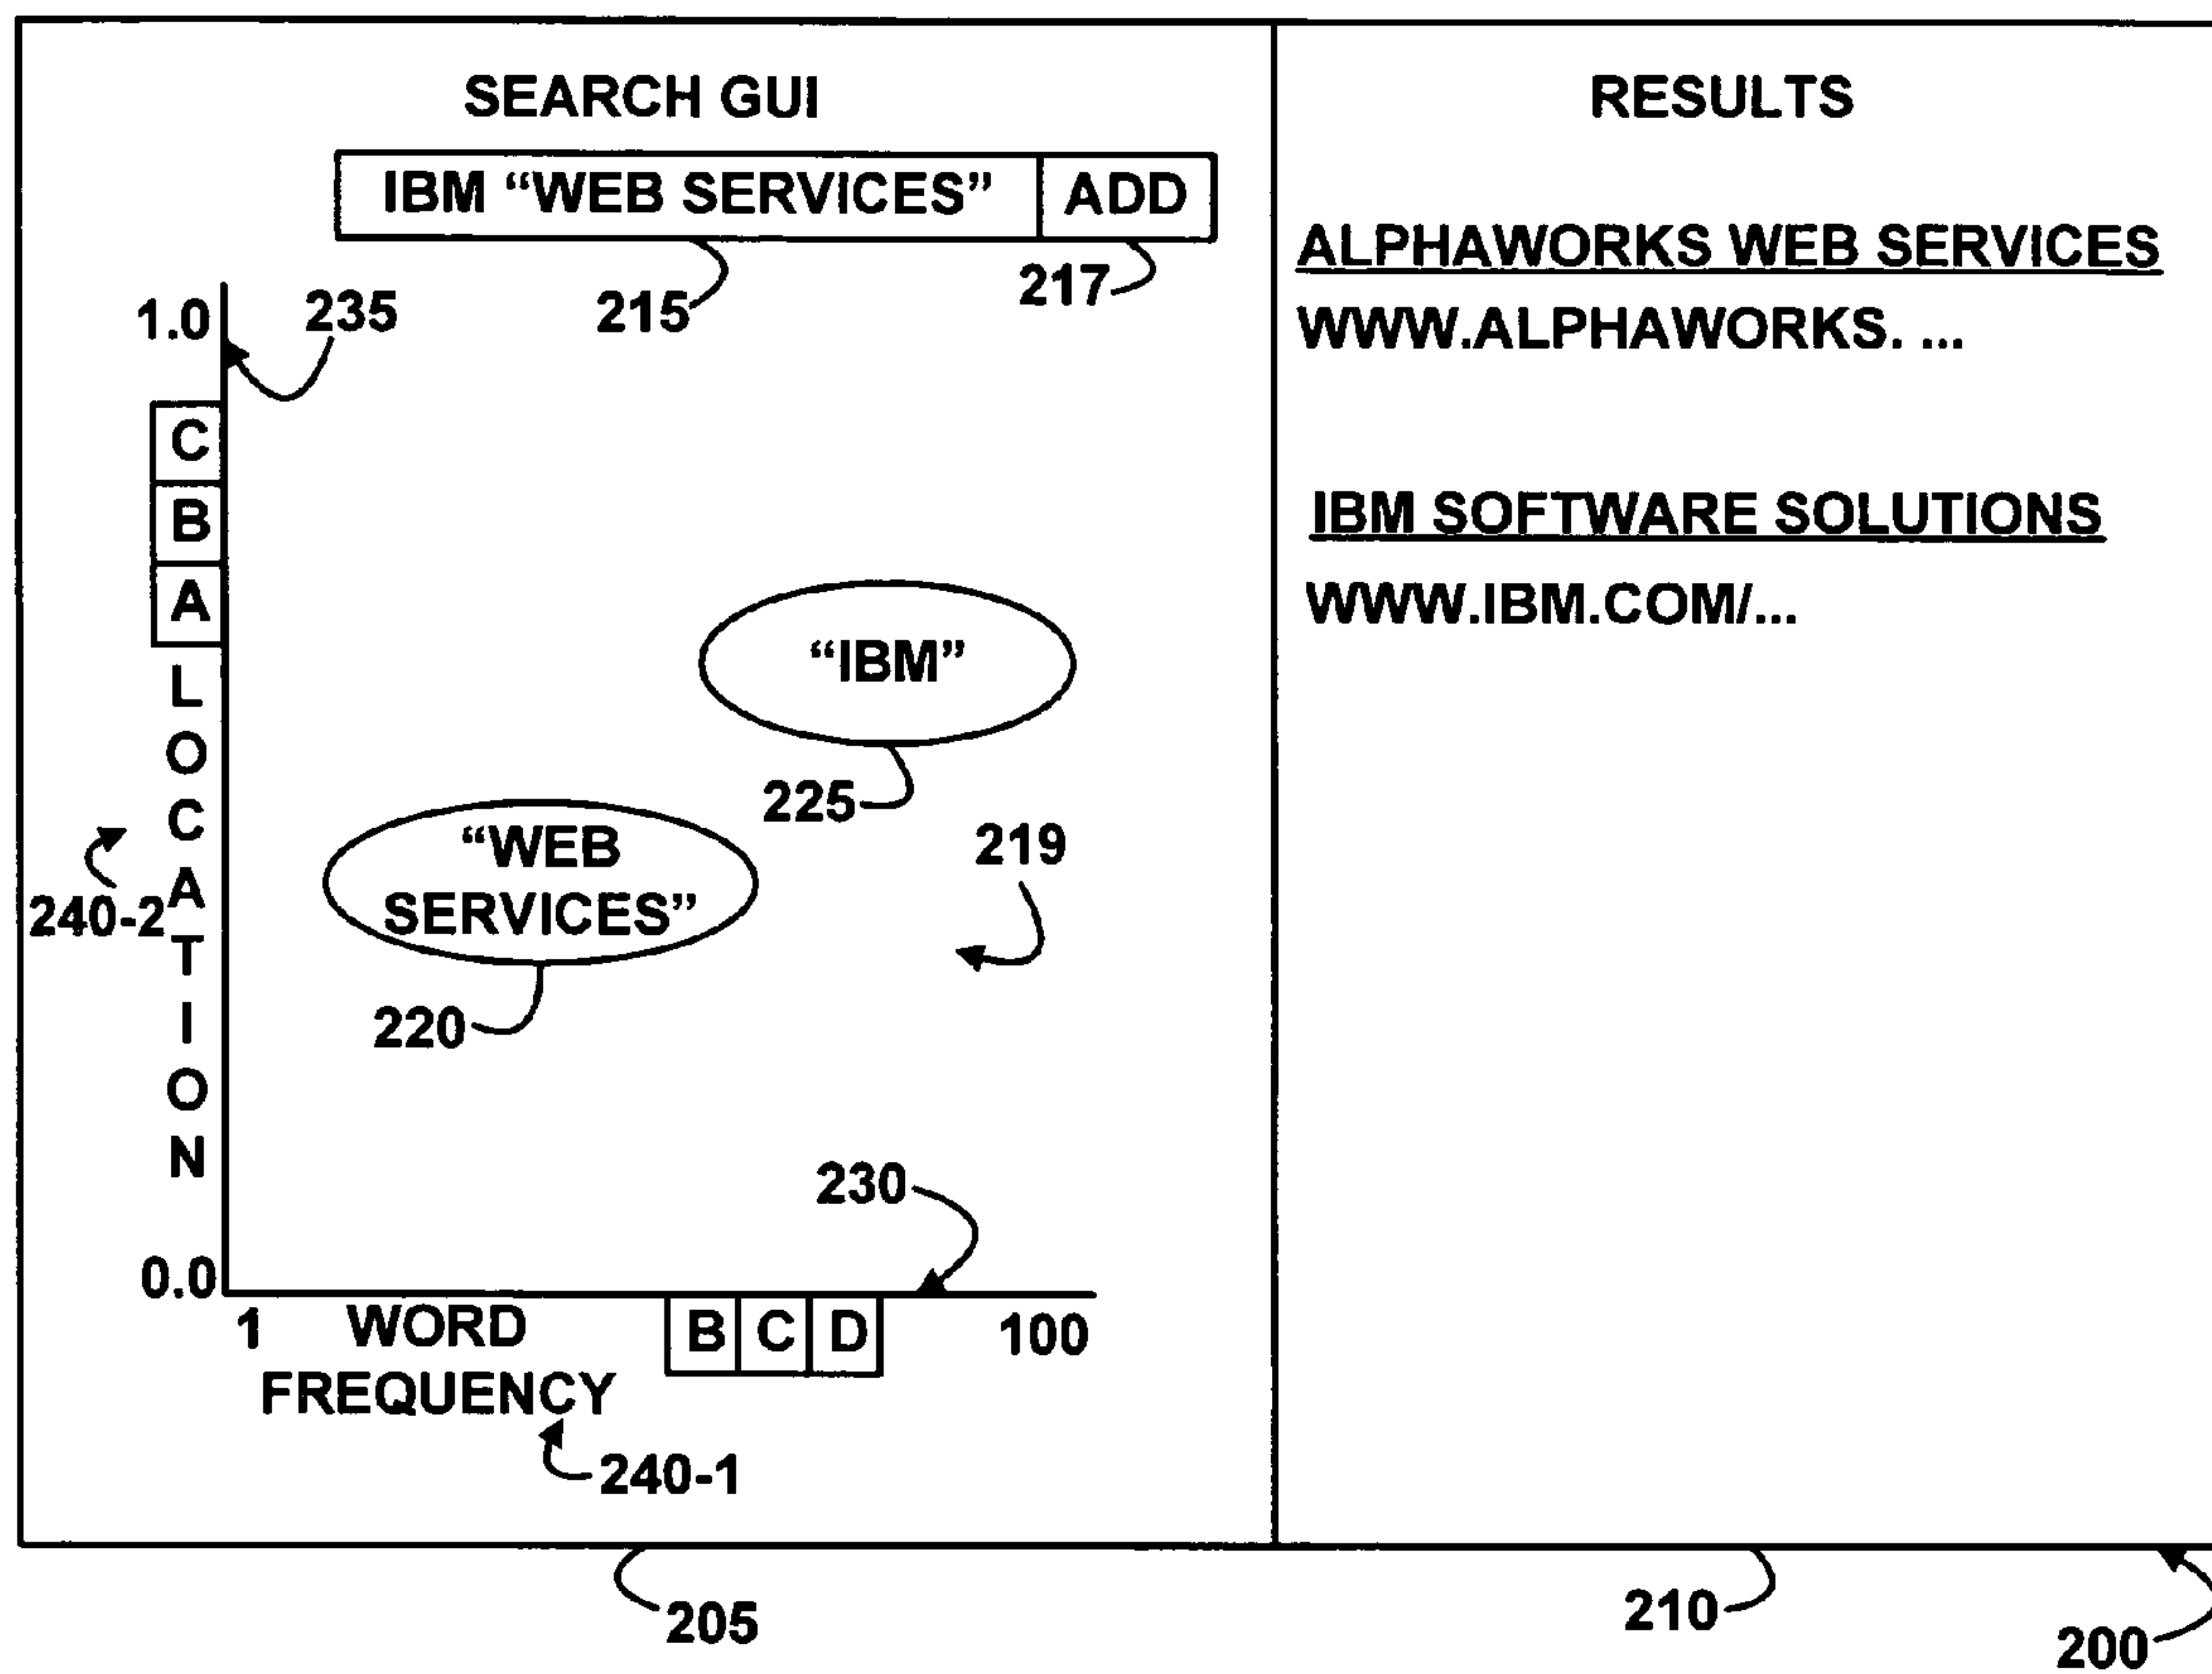 SEARCH GUI
IBM “WEB SERVICES” ADD
215
217
1.0
235
C
B
A
L
O
C
A
T
I
O
N
240-2
“IBM”
225
“WEB
SERVICES”
220
219
230
0.0
1
WORD
FREQUENCY
B C D
100
240-1
RESULTS
ALPHAWORKS WEB SERVICES
WWW.ALPHAWORKS. ...
IBM SOFTWARE SOLUTIONS
WWW.IBM.COM/...
205
210
200